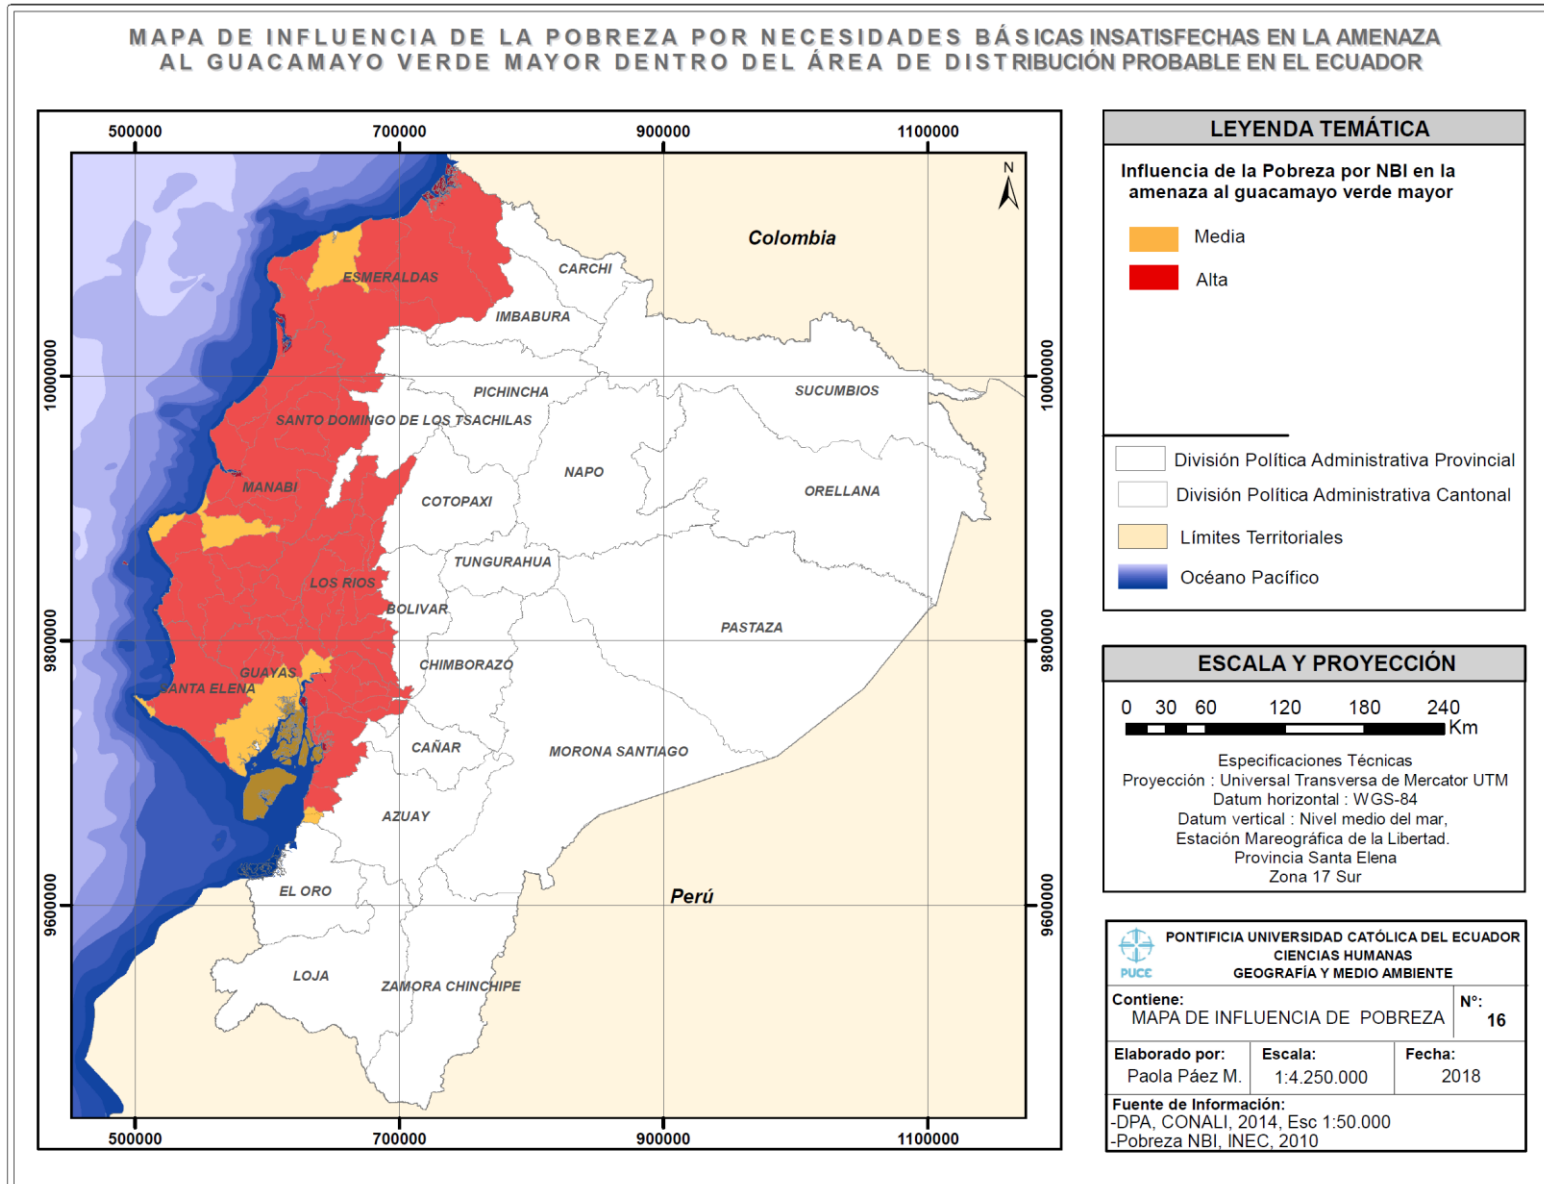 MAPA DE INFLUENCIA DE LA POBREZA POR NECESIDADES BÁSICAS INSATISFECHAS EN LA AMENAZA
AL GUACAMAYO VERDE MAYOR DENTRO DEL ÁREA DE DISTRIBUCIÓN PROBABLE EN EL ECUADOR
500000 700000 900000 1100000
N
Colombia
CARCHI
ESMERALDAS
IMBABURA
10000000 10000000
PICHINCHA
SUCUMBIOS
SANTO DOMINGO DE LOS TSACHILAS
NAPO
MANABI
COTOPAXI
ORELLANA
TUNGURAHUA
LOS RIOS
BOLIVAR
PASTAZA
9800000 9800000
CHIMBORAZO
GUAYAS
SANTA ELENA
CAÑAR
MORONA SANTIAGO
AZUAY
EL ORO
Perú
9600000 9600000
LOJA
ZAMORA CHINCHIPE
500000 700000 900000 1100000
LEYENDA TEMÁTICA
Influencia de la Pobreza por NBI en la
amenaza al guacamayo verde mayor
Media
Alta
División Política Administrativa Provincial
División Política Administrativa Cantonal
Límites Territoriales
Océano Pacífico
ESCALA Y PROYECCIÓN
0 30 60 120 180 240
Km
Especificaciones Técnicas
Proyección : Universal Transversa de Mercator UTM
Datum horizontal : WGS-84
Datum vertical : Nivel medio del mar,
Estación Mareográfica de la Libertad.
Provincia Santa Elena
Zona 17 Sur
PUCE
PONTIFICIA UNIVERSIDAD CATÓLICA DEL ECUADOR
CIENCIAS HUMANAS
GEOGRAFÍA Y MEDIO AMBIENTE
Contiene:
MAPA DE INFLUENCIA DE POBREZA
N°:
16
Elaborado por:
Paola Páez M.
Escala:
1:4.250.000
Fecha:
2018
Fuente de Información:
-DPA, CONALI, 2014, Esc 1:50.000
-Pobreza NBI, INEC, 2010